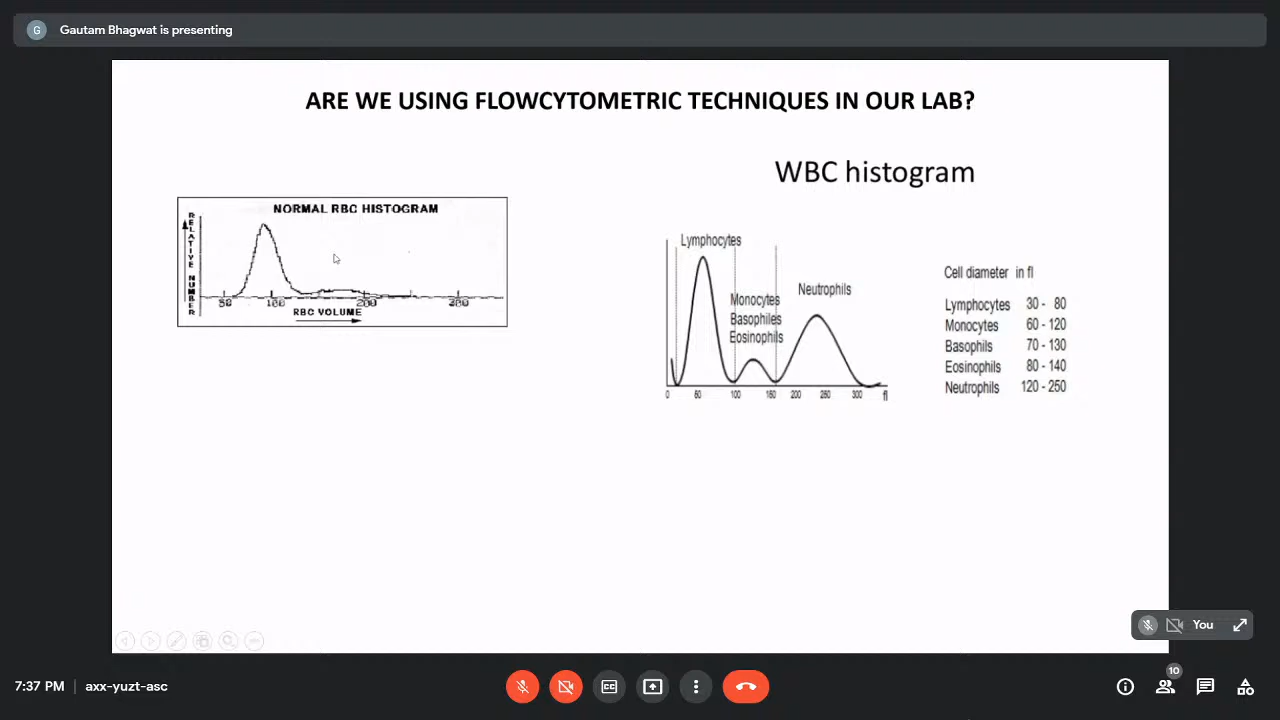 G Gautam Bhagwat is presenting
ARE WE USING FLOWCYTOMETRIC TECHNIQUES IN OUR LAB?
WBC histogram
NORMAL RBC HISTOGRAM
RELATIVE NUMBER
50 100 200 300
RBC VOLUME
Lymphocytes
Monocytes
Basophiles
Eosinophils
Neutrophils
0 100 200 250 300 fl
Cell diameter in fl
Lymphocytes 30 - 80
Monocytes 60 - 120
Basophils 70 - 130
Eosinophils 80 - 140
Neutrophils 120 - 250
You
7:37 PM | axx-yuzt-asc
CC
10